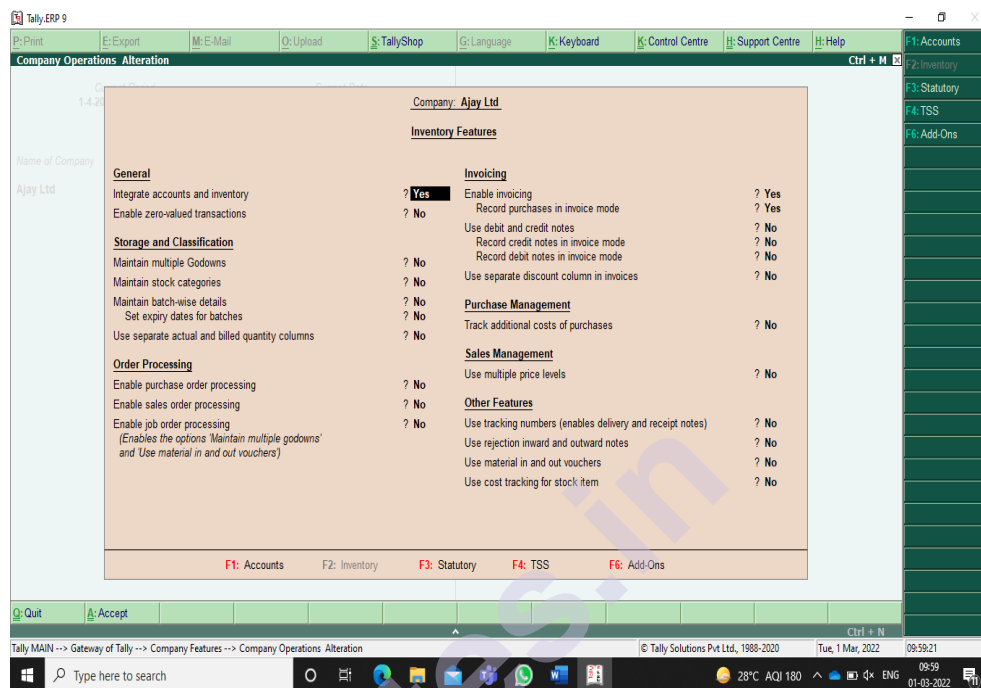 Tally.ERP 9
P: Print E: Export M: E-Mail O: Upload S: TallyShop G: Language K: Keyboard K: Control Centre H: Support Centre H: Help
F1: Accounts
F2: Inventory
F3: Statutory
F4: TSS
F6: Add-Ons
Company Operations Alteration Ctrl + M
1-4-20
Name of Company
Ajay Ltd
Company: Ajay Ltd
Inventory Features
General
Integrate accounts and inventory ? Yes
Enable zero-valued transactions ? No
Storage and Classification
Maintain multiple Godowns ? No
Maintain stock categories ? No
Maintain batch-wise details ? No
Set expiry dates for batches ? No
Use separate actual and billed quantity columns ? No
Order Processing
Enable purchase order processing ? No
Enable sales order processing ? No
Enable job order processing ? No
(Enables the options 'Maintain multiple godowns'
and 'Use material in and out vouchers')
Invoicing
Enable invoicing ? Yes
Record purchases in invoice mode ? Yes
Use debit and credit notes ? No
Record credit notes in invoice mode ? No
Record debit notes in invoice mode ? No
Use separate discount column in invoices ? No
Purchase Management
Track additional costs of purchases ? No
Sales Management
Use multiple price levels ? No
Other Features
Use tracking numbers (enables delivery and receipt notes) ? No
Use rejection inward and outward notes ? No
Use material in and out vouchers ? No
Use cost tracking for stock item ? No
F1: Accounts F2: Inventory F3: Statutory F4: TSS F6: Add-Ons
Q: Quit A: Accept
Ctrl + N
Tally MAIN --> Gateway of Tally --> Company Features --> Company Operations Alteration © Tally Solutions Pvt Ltd., 1988-2020 Tue, 1 Mar, 2022 09:59:21
Type here to search 28°C AQI 180 ENG 09:59
01-03-2022
es.in